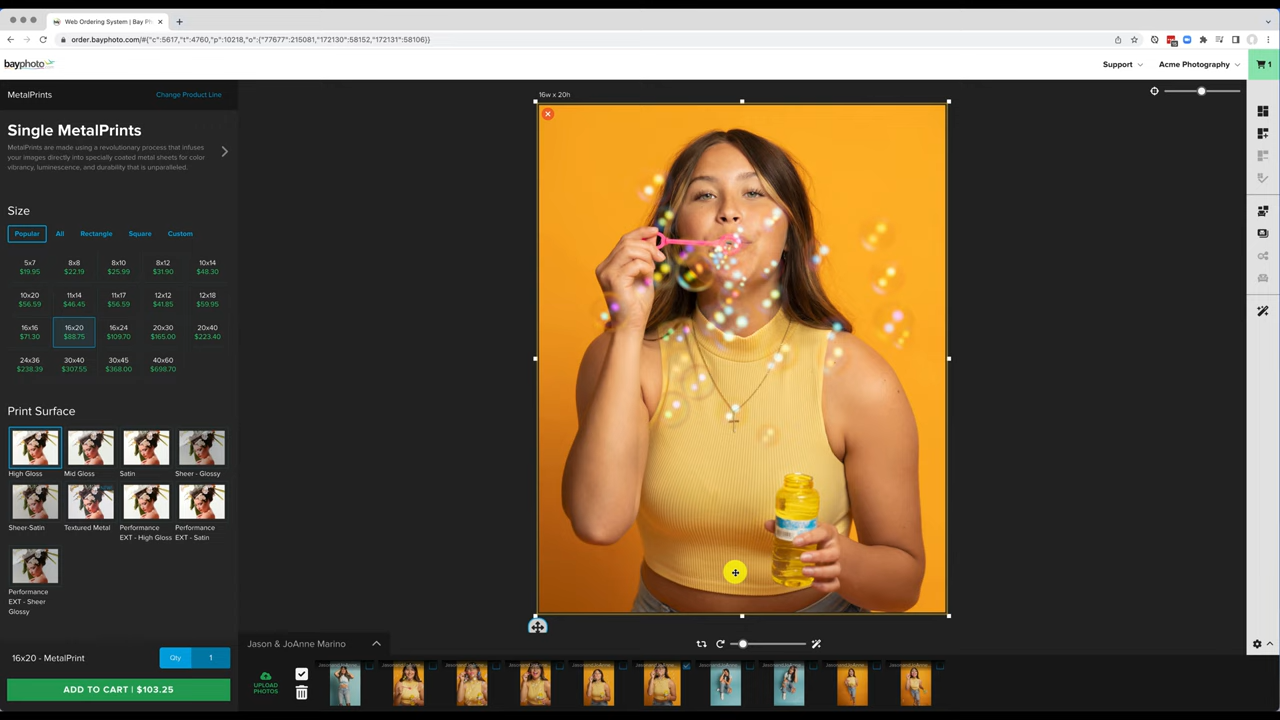 Web Ordering System | Bay Ph
order.bayphoto.com/#{"c":5617,"t":4760,"p":10218,"o":{"77677":215081,"172130":58152,"172131":58106}}
bayphoto
Support
Acme Photography
1
MetalPrints
Change Product Line
16w x 20h
Single MetalPrints
MetalPrints are made using a revolutionary process that infuses
your images directly into specially coated metal sheets for color
vibrancy, luminescence, and durability that is unparalleled.
Size
Popular All Rectangle Square Custom
5x7 8x8 8x10 8x12 10x14
$19.95 $22.19 $25.99 $31.90 $48.30
10x20 11x14 11x17 12x12 12x18
$56.59 $46.45 $56.59 $41.85 $59.95
16x16 16x20 16x24 20x30 20x40
$71.30 $88.75 $109.70 $165.00 $223.40
24x36 30x40 30x45 40x60
$238.39 $307.55 $368.00 $698.70
Print Surface
High Gloss Mid Gloss Satin Sheer - Glossy
Sheer-Satin Textured Metal Performance Performance
EXT - High Gloss EXT - Satin
Performance
EXT - Sheer
Glossy
16x20 - MetalPrint
Qty 1
ADD TO CART | $103.25
Jason & JoAnne Marino
UPLOAD
PHOTOS